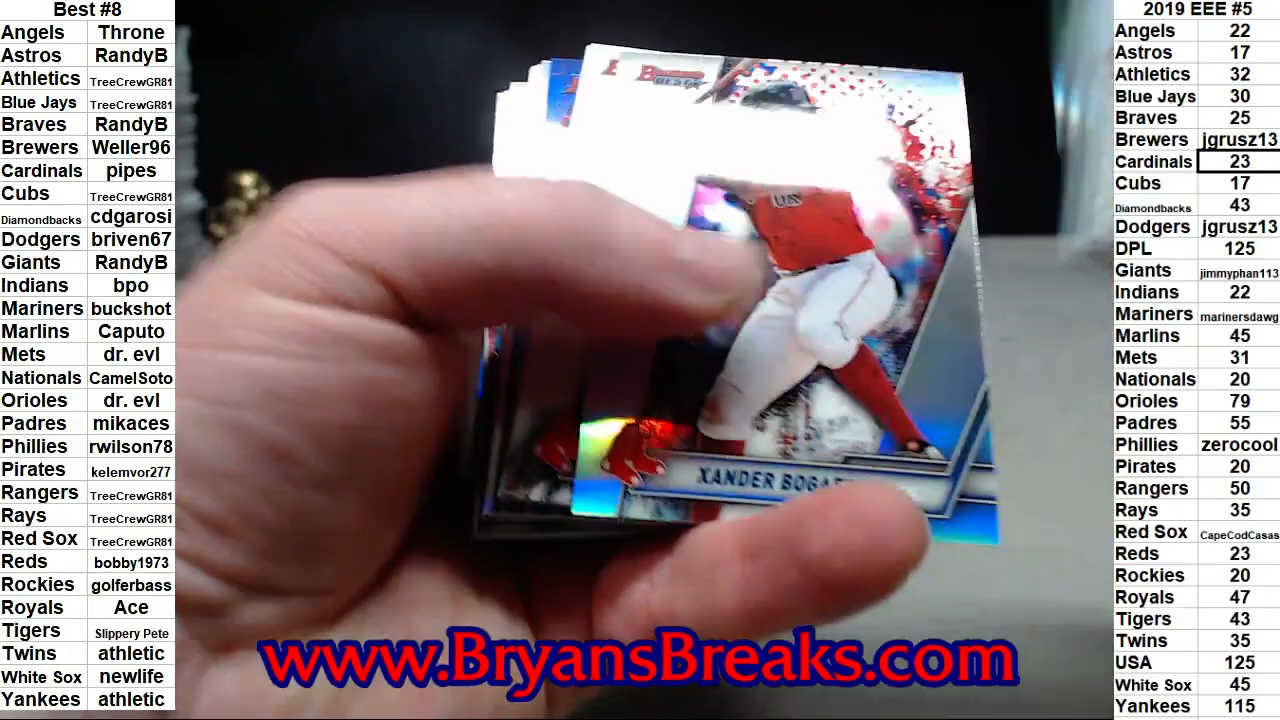 Best #8
Angels Throne
Astros RandyB
Athletics TreeCrewGR81
Blue Jays TreeCrewGR81
Braves RandyB
Brewers Weller96
Cardinals pipes
Cubs TreeCrewGR81
Diamondbacks cdgarosi
Dodgers briven67
Giants RandyB
Indians bpo
Mariners buckshot
Marlins Caputo
Mets dr. evl
Nationals CamelSoto
Orioles dr. evl
Padres mikaces
Phillies rwilson78
Pirates kelemvor277
Rangers TreeCrewGR81
Rays TreeCrewGR81
Red Sox TreeCrewGR81
Reds bobby1973
Rockies golferbass
Royals Ace
Tigers Slippery Pete
Twins athletic
White Sox newlife
Yankees athletic
Bowman's
BEST
XANDER
www.BryansBreaks.com
2019 EEE #5
Angels 22
Astros 17
Athletics 32
Blue Jays 30
Braves 25
Brewers jgrusz13
Cardinals 23
Cubs 17
Diamondbacks 43
Dodgers jgrusz13
DPL 125
Giants jimmyphan113
Indians 22
Mariners marinersdawg
Marlins 45
Mets 31
Nationals 20
Orioles 79
Padres 55
Phillies zerocool
Pirates 20
Rangers 50
Rays 35
Red Sox CapeCodCasas
Reds 23
Rockies 20
Royals 47
Tigers 43
Twins 35
USA 125
White Sox 45
Yankees 115